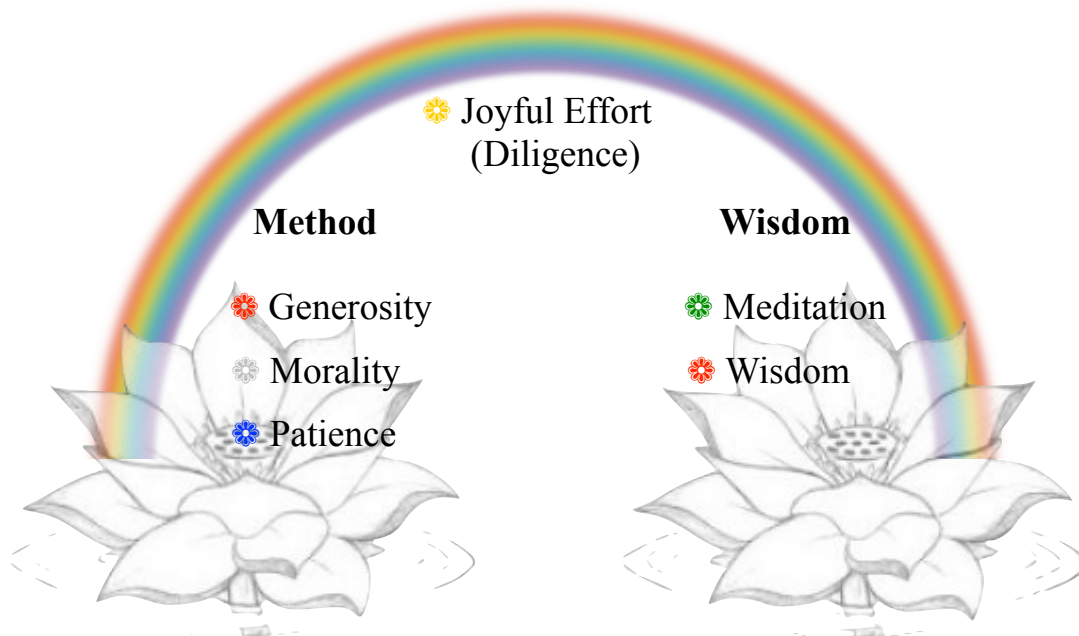 Joyful Effort
(Diligence)
Method
Wisdom
Generosity
Morality
Patience
Meditation
Wisdom